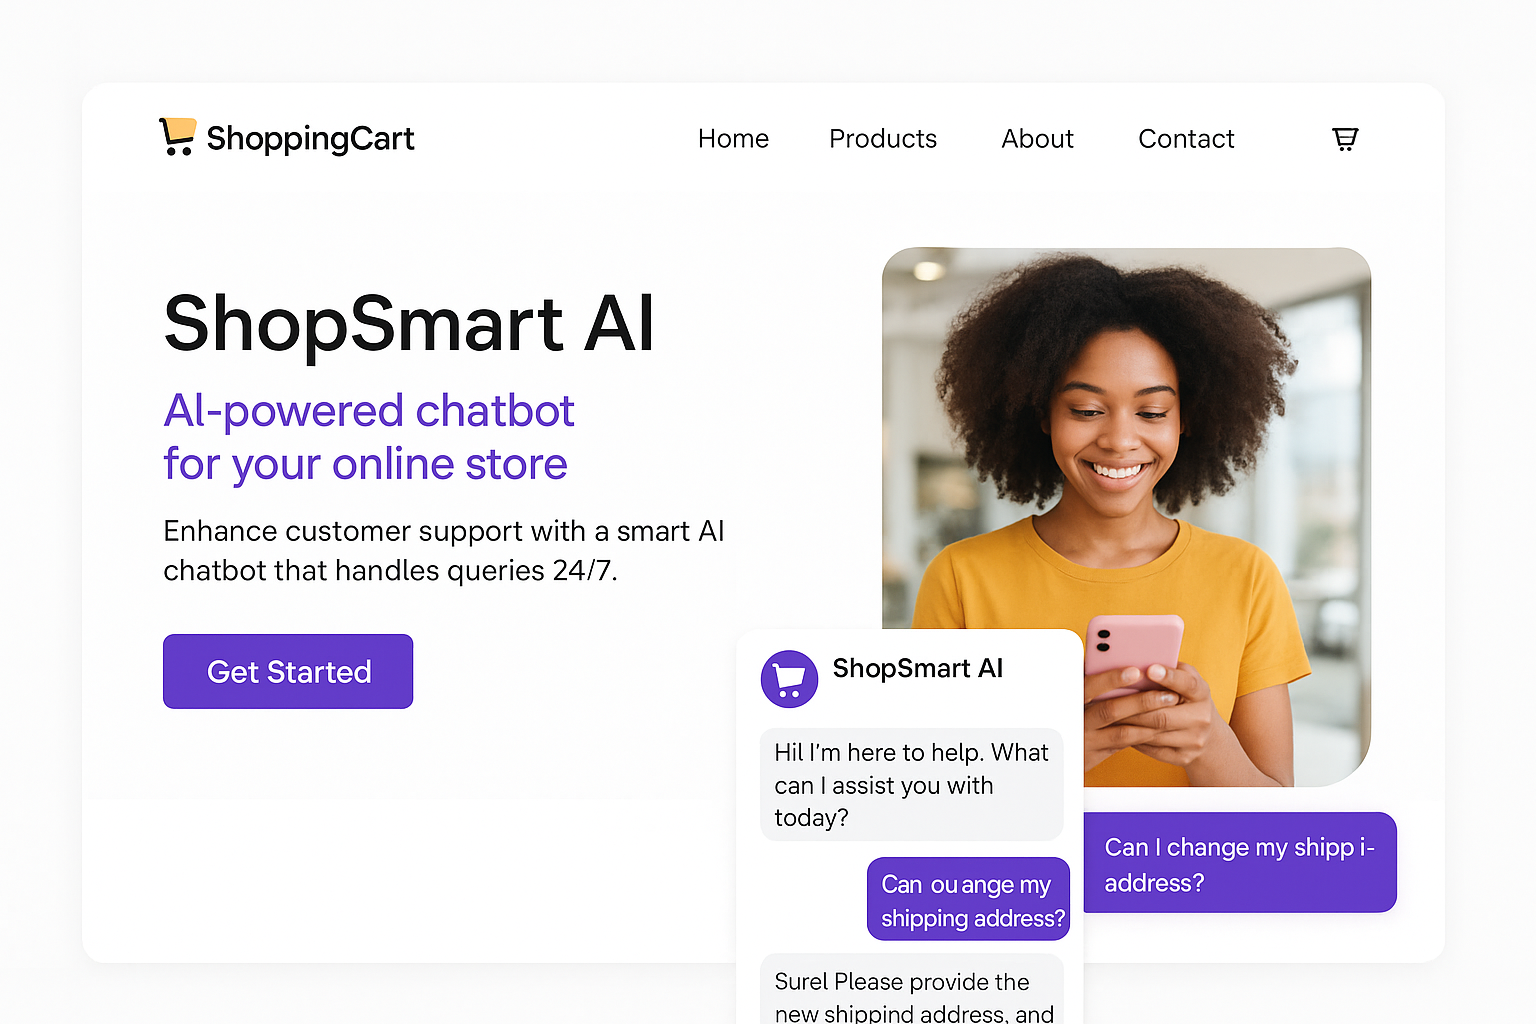 ShoppingCart
Home
Products
About
Contact
ShopSmart AI
AI-powered chatbot
for your online store
Enhance customer support with a smart AI
chatbot that handles queries 24/7.
Get Started
ShopSmart AI
Hil I'm here to help. What
can I assist you with
today?
Can ou ange my
shipping address?
Can I change my shipp i-
address?
Surel Please provide the
new shippind address, and